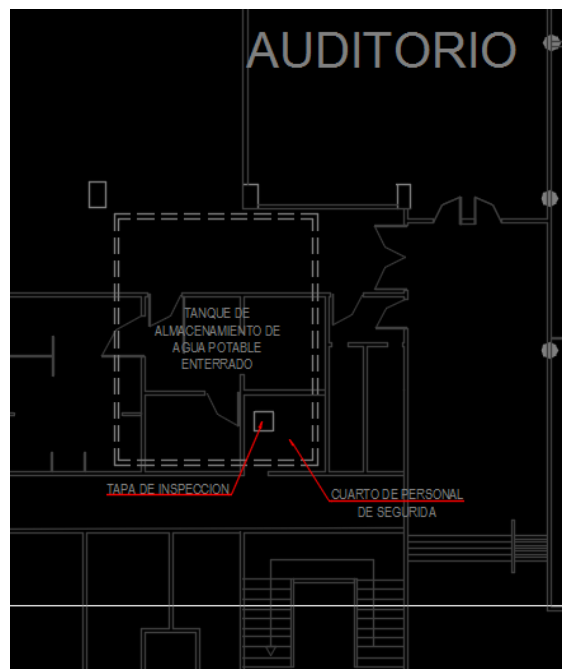 AUDITORIO
TANQUE DE
ALMACENAMIENTO DE
AGUA POTABLE
ENTERRADO
TAPA DE INSPECCION
CUARTO DE PERSONAL
DE SEGURIDA